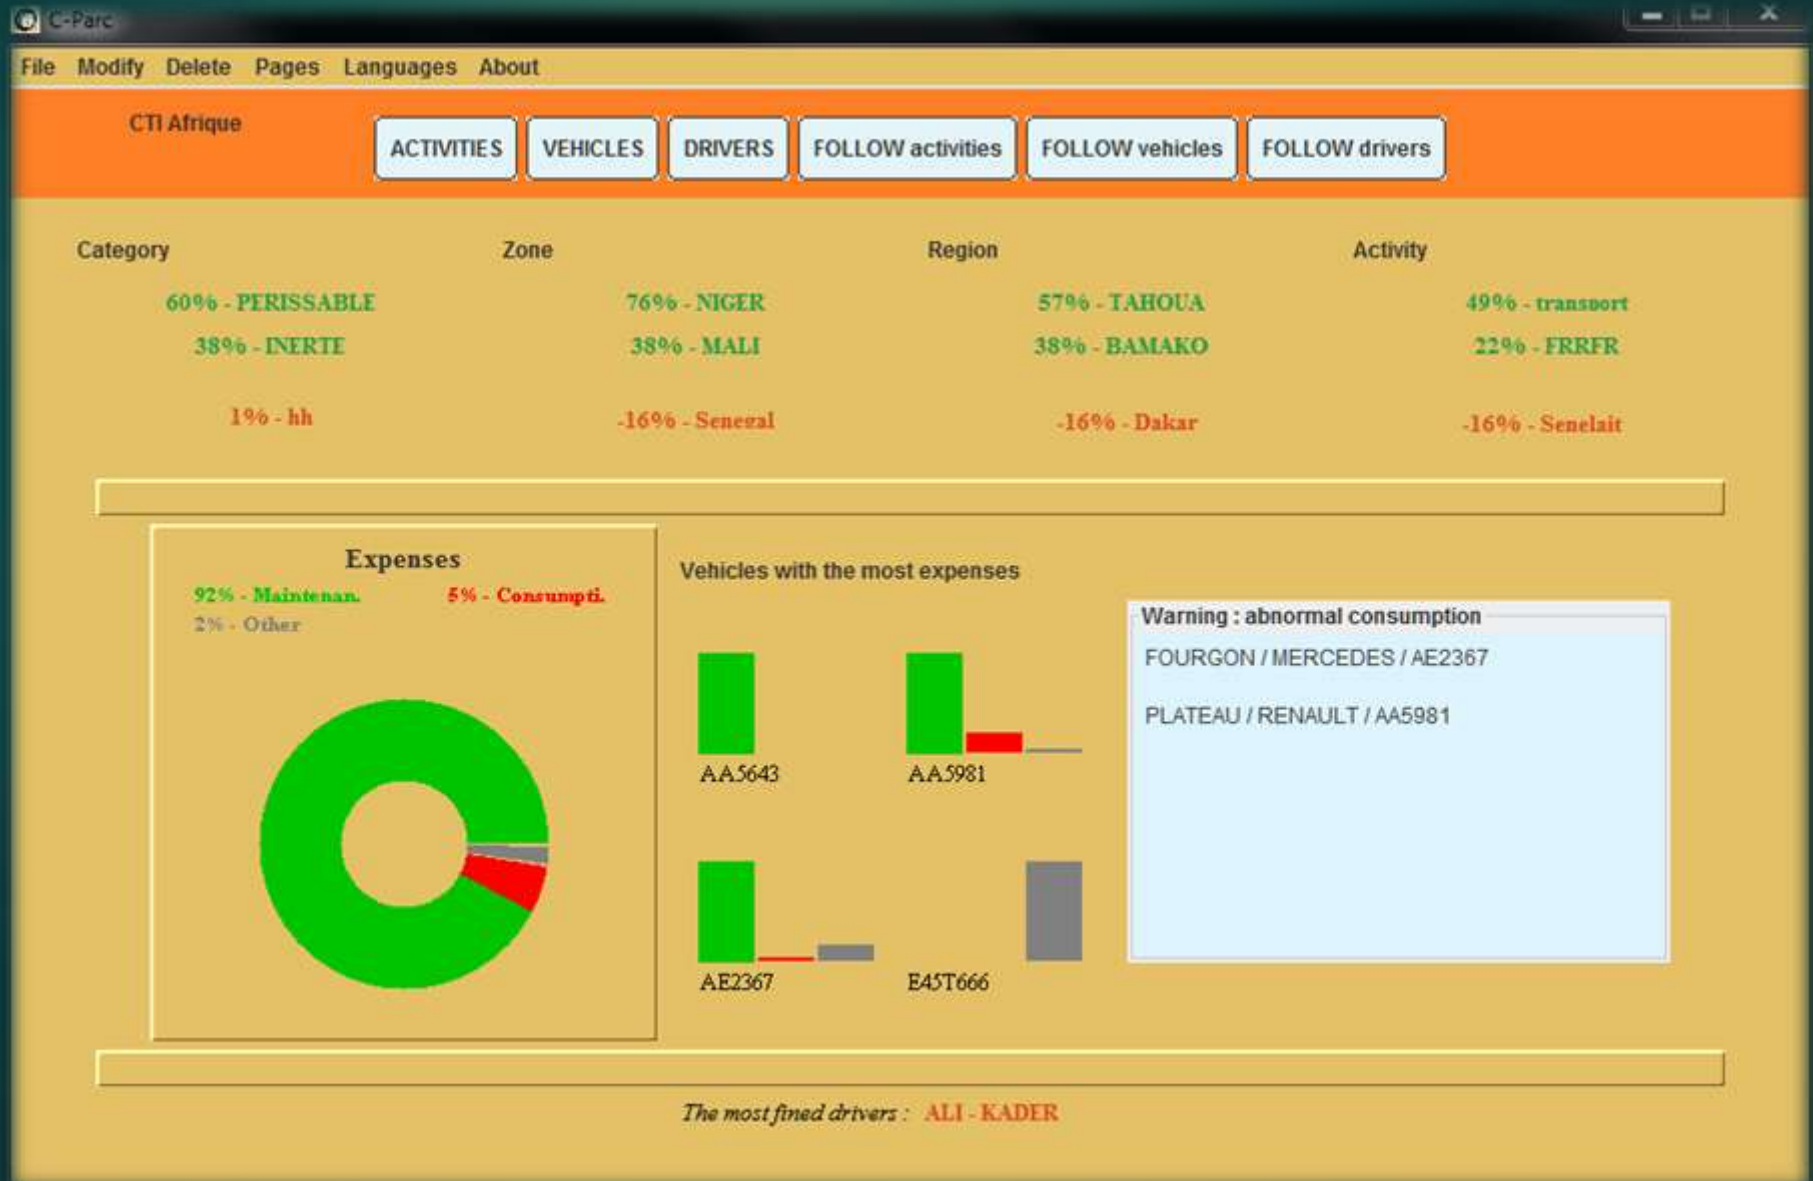 C-Parc
File Modify Delete Pages Languages About
CTI Afrique
ACTIVITIES VEHICLES DRIVERS FOLLOW activities FOLLOW vehicles FOLLOW drivers
Category Zone Region Activity
60% - PERISSABLE 76% - NIGER 57% - TAHOUA 49% - transport
38% - INERTE 38% - MALI 38% - BAMAKO 22% - FRRFR
1% - hh -16% - Senegal -16% - Dakar -16% - Senelait
Expenses
92% - Maintenan. 5% - Consumpti.
2% - Other
Vehicles with the most expenses
AA5643 AA5981
AE2367 E45T666
Warning : abnormal consumption
FOURGON / MERCEDES / AE2367
PLATEAU / RENAULT / AA5981
The most fined drivers : ALI - KADER